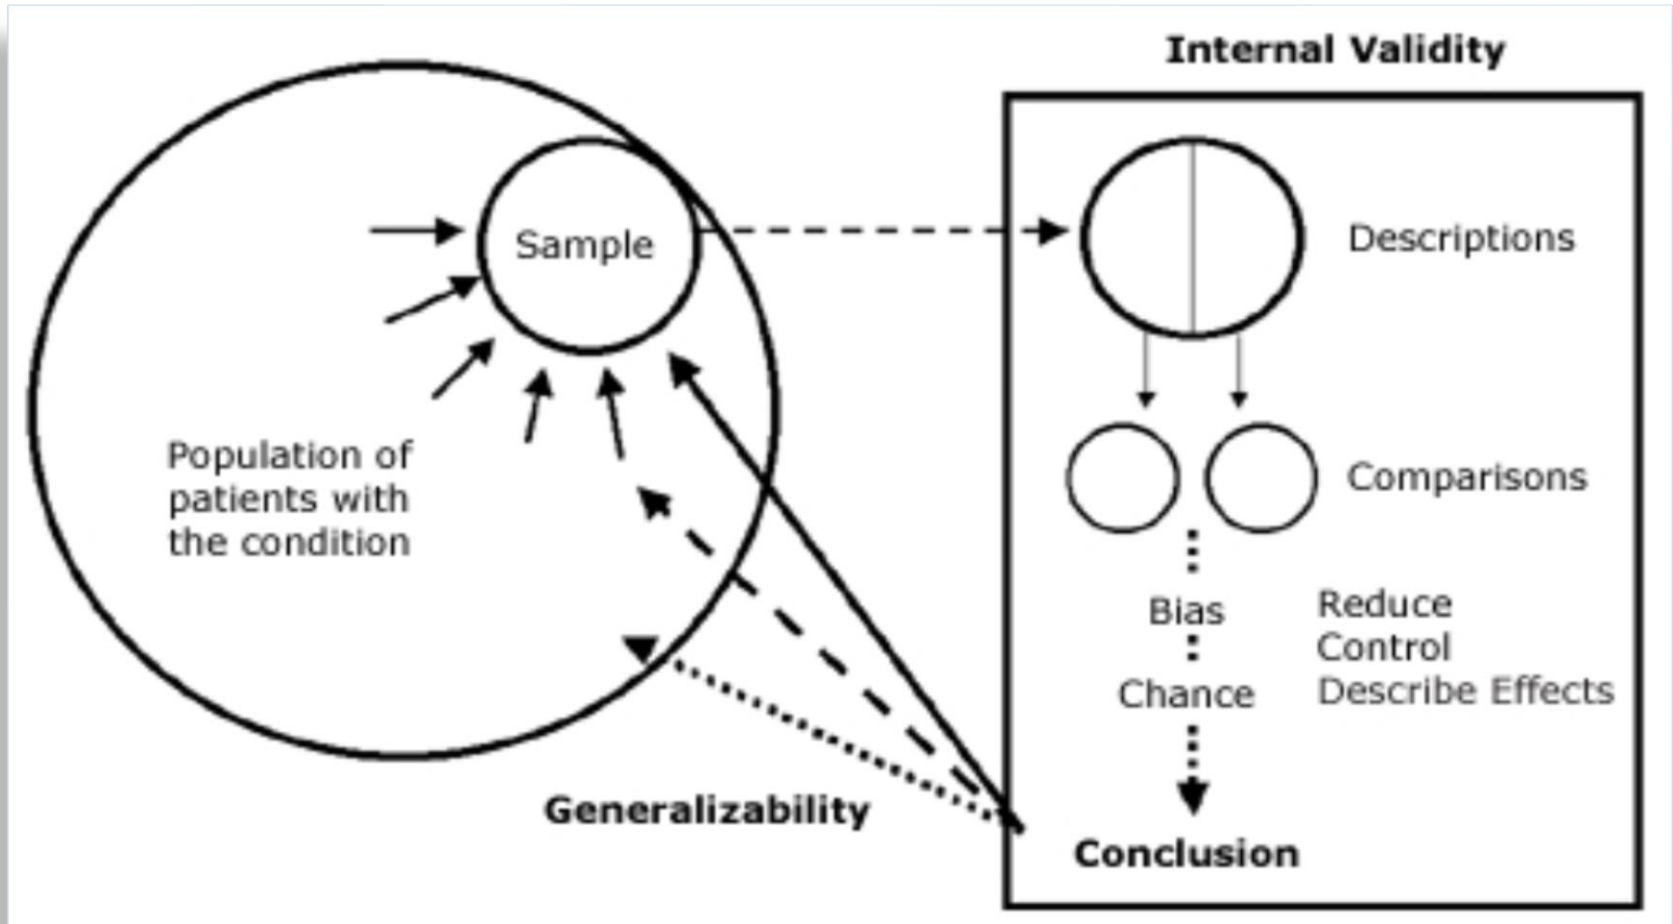 Internal Validity
Sample
Descriptions
Population of
patients with
the condition
Comparisons
Bias
Chance
Reduce
Control
Describe Effects
Generalizability
Conclusion